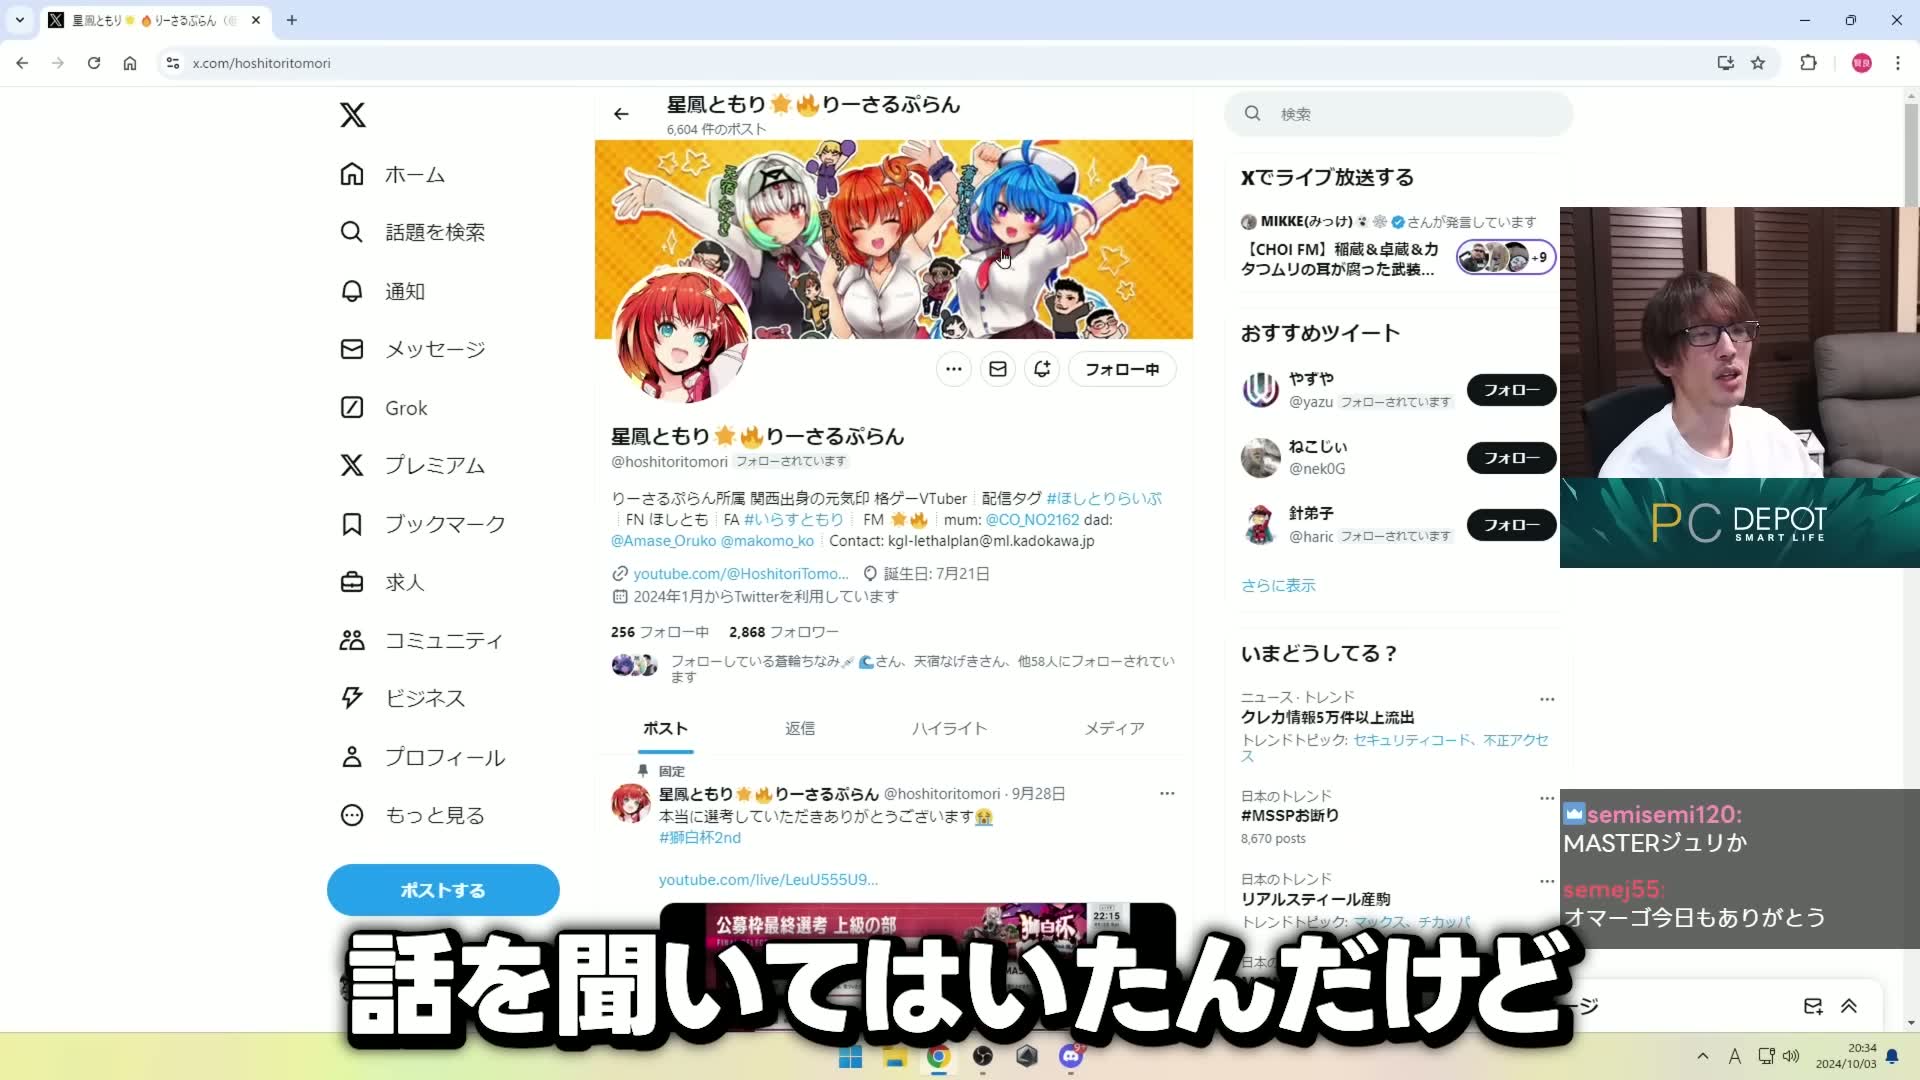 星鳳ともり🌟🔥りーさるぷらん
x.com/hoshitoritomori
星鳳ともり🌟🔥りーさるぷらん
6,604 件のポスト
ホーム
話題を検索
通知
メッセージ
Grok
プレミアム
ブックマーク
求人
コミュニティ
ビジネス
プロフィール
もっと見る
ポストする
フォロー中
星鳳ともり🌟🔥りーさるぷらん
@hoshitoritomori フォローされています
りーさるぷらん所属 関西出身の元気印 格ゲーVTuber┊配信タグ #ほしとりらいぶ
┊FN ほしとも┊FA #いらすともり┊ FM 🌟🔥┊mum: @CO_NO2162 dad:
@Amase_Oruko @makomo_ko┊Contact: kgl-lethalplan@ml.kadokawa.jp
youtube.com/@HoshitoriTomo... 誕生日: 7月21日
2024年1月からTwitterを利用しています
256 フォロー中 2,868 フォロワー
フォローしている蒼輪ちなみ💉🌊さん、天宿なげきさん、他58人にフォローされてい
ます
ポスト 返信 ハイライト メディア
固定
星鳳ともり🌟🔥りーさるぷらん @hoshitoritomori · 9月28日
本当に選考していただきありがとうございます😭
#獅白杯2nd
youtube.com/live/LeuU555U9...
公募枠最終選考 上級の部
獅白杯
22:15
検索
Xでライブ放送する
MIKKE(みっけ) さんが発言しています
【CHOI FM】稲蔵＆卓蔵＆カ
タつムリの耳が腐った武装...
+9
おすすめツイート
やずや
@yazu フォローされています
フォロー
ねこじぃ
@nek0G
フォロー
針弟子
@haric フォローされています
フォロー
さらに表示
いまどうしてる？
ニュース · トレンド
クレカ情報5万件以上流出
トレンドトピック: セキュリティコード、不正アクセ
ス
日本のトレンド
#MSSPお断り
8,670 posts
日本のトレンド
リアルスティール産駒
トレンドトピック: マックス、チカッパ
PC DEPOT
SMART LIFE
semisemi120:
MASTERジュリか
semej55:
オマーゴ今日もありがとう
話を聞いてはいたんだけど
A
20:34
2024/10/03